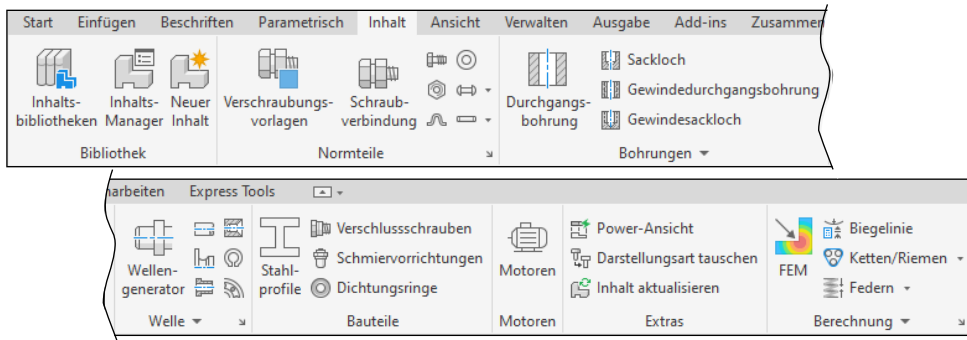 Start Einfügen Beschriften Parametrisch Inhalt Ansicht Verwalten Ausgabe Add-ins Zusammen
Inhalts-
bibliotheken
Inhalts-
Manager
Neuer
Inhalt
Bibliothek
Verschraubungs-
vorlagen
Schraub-
verbindung
Normteile
Durchgangs-
bohrung
Sackloch
Gewindedurchgangsbohrung
Gewindesackloch
Bohrungen
arbeiten Express Tools
Wellen-
generator
Welle
Stahl-
profile
Verschlussschrauben
Schmiervorrichtungen
Dichtungsringe
Bauteile
Motoren
Motoren
Power-Ansicht
Darstellungsart tauschen
Inhalt aktualisieren
Extras
FEM
Biegelinie
Ketten/Riemen
Federn
Berechnung